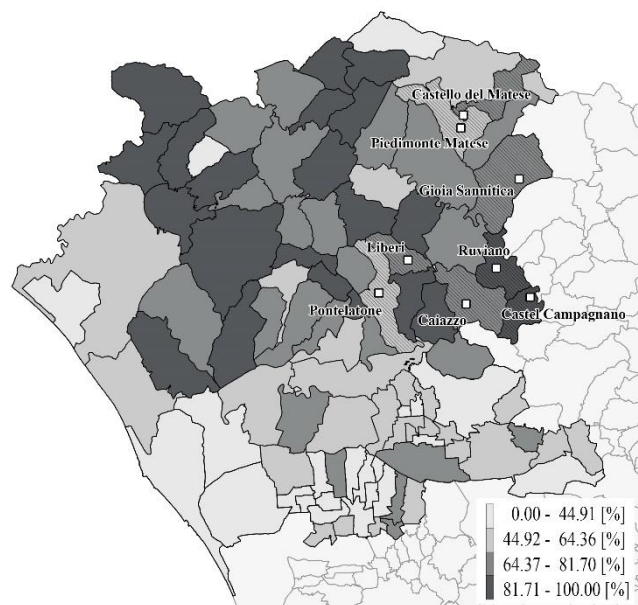 Castello del Matese
Piedimonte Matese
Gioia Sannitica
Liberi
Ruviano
Pontelatone
Caiazzo
Castel Campagnano
0.00 - 44.91 [%]
44.92 - 64.36 [%]
64.37 - 81.70 [%]
81.71 - 100.00 [%]